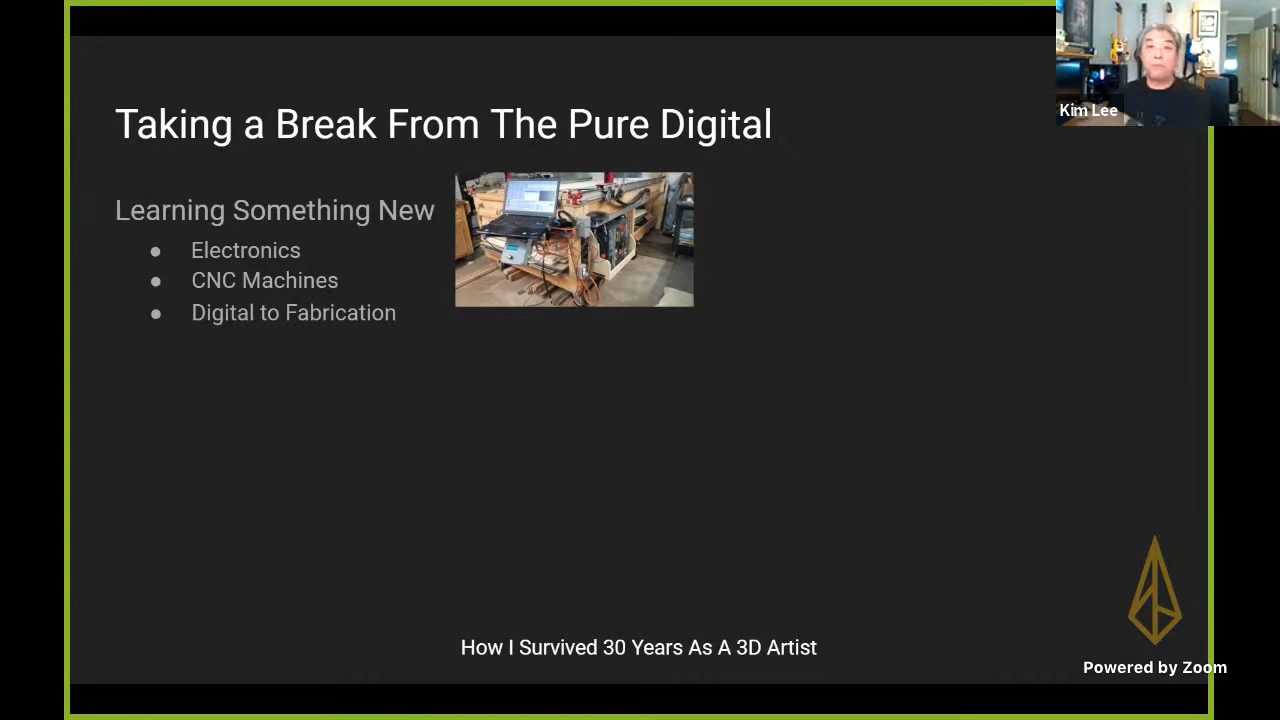 Taking a Break From The Pure Digital
Kim Lee
Learning Something New
● Electronics
● CNC Machines
● Digital to Fabrication
How I Survived 30 Years As A 3D Artist
Powered by Zoom